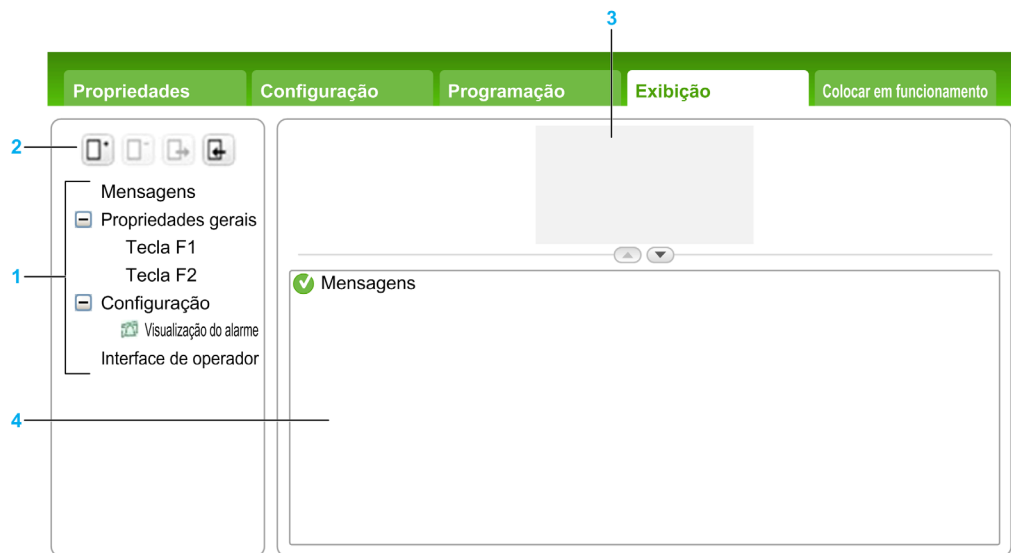 3
Propriedades
Configuração
Programação
Exibição
Colocar em funcionamento
2
Mensagens
Propriedades gerais
Tecla F1
Tecla F2
1
Configuração
Visualização do alarme
Interface de operador
Mensagens
4